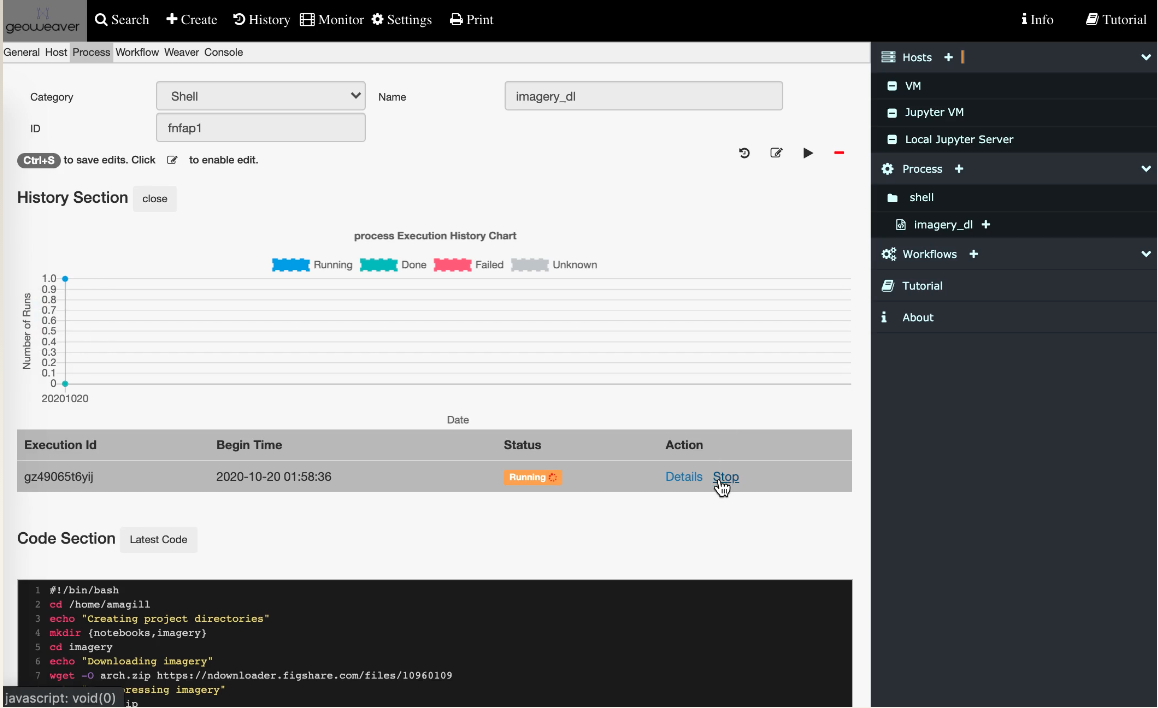 geoweaver Search Create History Monitor Settings Print Info Tutorial
General Host Process Workflow Weaver Console
Category Shell Name imagery_dl
ID fnfap1
Ctrl+S to save edits. Click to enable edit.
History Section close
process Execution History Chart
Running Done Failed Unknown
Number of Runs
1.0
0.9
0.8
0.7
0.6
0.5
0.4
0.3
0.2
0.1
0
20201020
Date
Execution Id Begin Time Status Action
gz49065t6yij 2020-10-20 01:58:36 Running Details Stop
Code Section Latest Code
1 #!/bin/bash
2 cd /home/amagill
3 echo "Creating project directories"
4 mkdir {notebooks,imagery}
5 cd imagery
6 echo "Downloading imagery"
7 wget -O arch.zip https://ndownloader.figshare.com/files/10960109
ressing imagery"
ip
javascript: void(0)
Hosts
VM
Jupyter VM
Local Jupyter Server
Process
shell
imagery_dl
Workflows
Tutorial
About